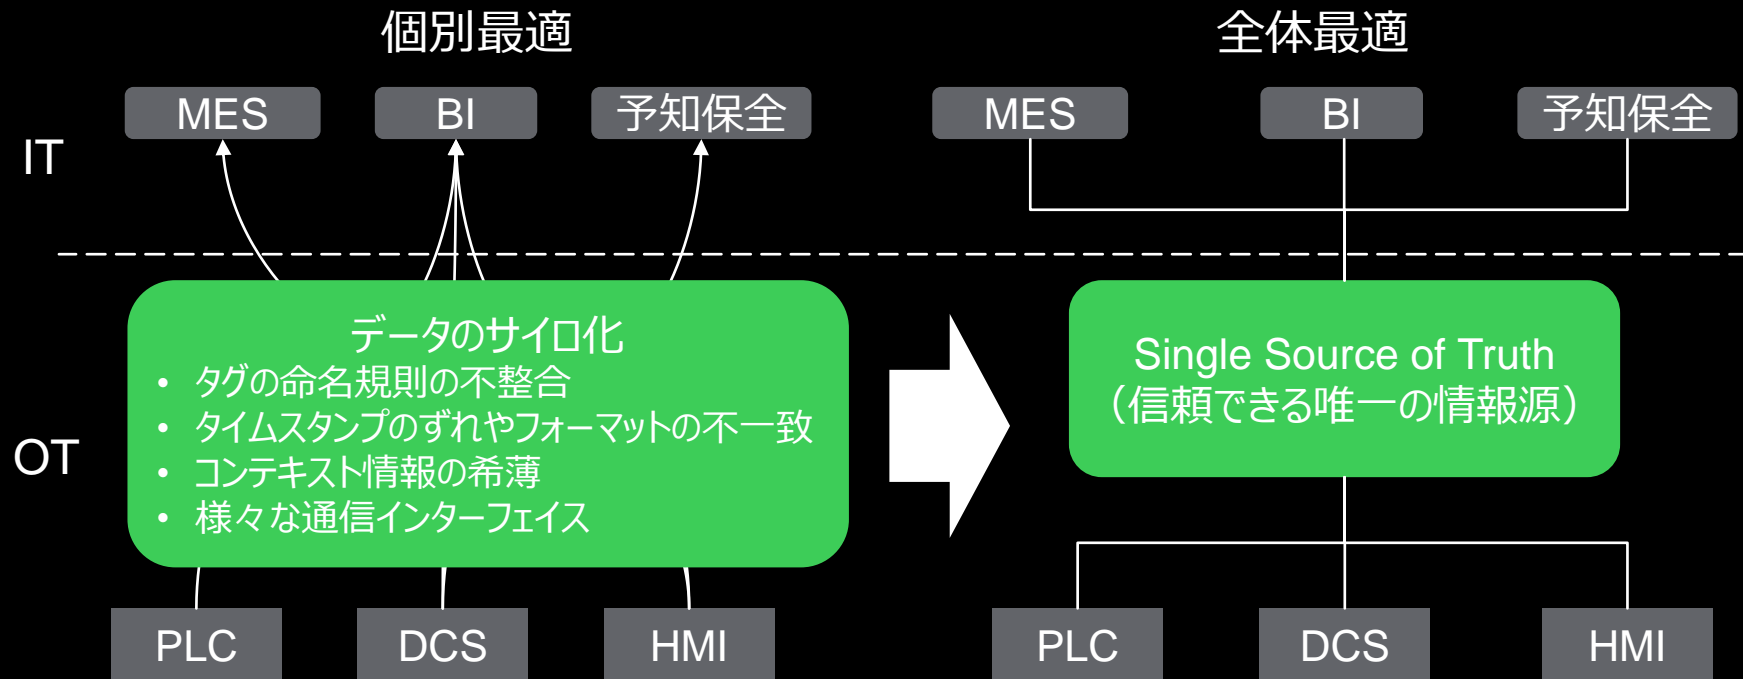 個別最適
全体最適
MES
BI
予知保全
MES
BI
予知保全
IT
データのサイロ化
• タグの命名規則の不整合
• タイムスタンプのずれやフォーマットの不一致
• コンテキスト情報の希薄
• 様々な通信インターフェイス
Single Source of Truth
（信頼できる唯一の情報源）
OT
PLC
DCS
HMI
PLC
DCS
HMI